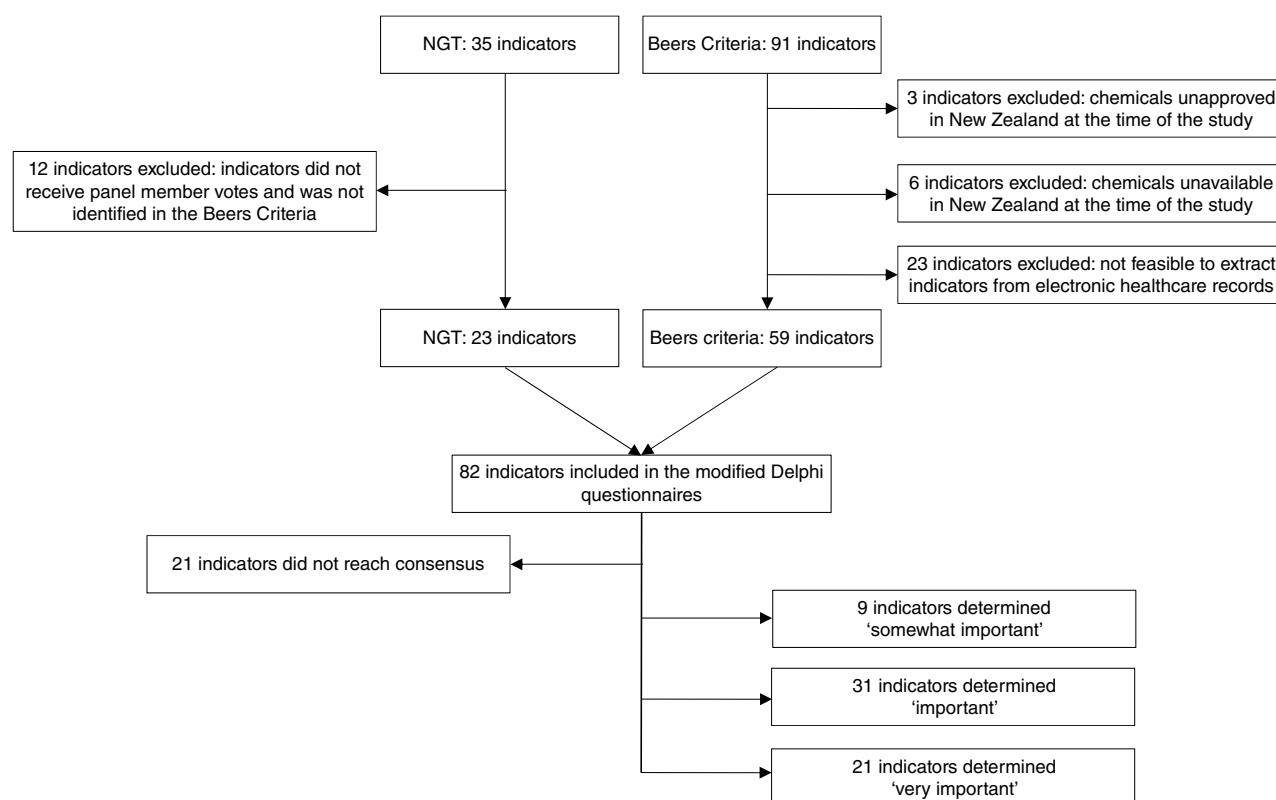 NGT: 35 indicators
Beers Criteria: 91 indicators
3 indicators excluded: chemicals unapproved
in New Zealand at the time of the study
12 indicators excluded: indicators did not
receive panel member votes and was not
identified in the Beers Criteria
6 indicators excluded: chemicals unavailable
in New Zealand at the time of the study
23 indicators excluded: not feasible to extract
indicators from electronic healthcare records
NGT: 23 indicators
Beers criteria: 59 indicators
82 indicators included in the modified Delphi
questionnaires
21 indicators did not reach consensus
9 indicators determined
‘somewhat important’
31 indicators determined
‘important’
21 indicators determined
‘very important’